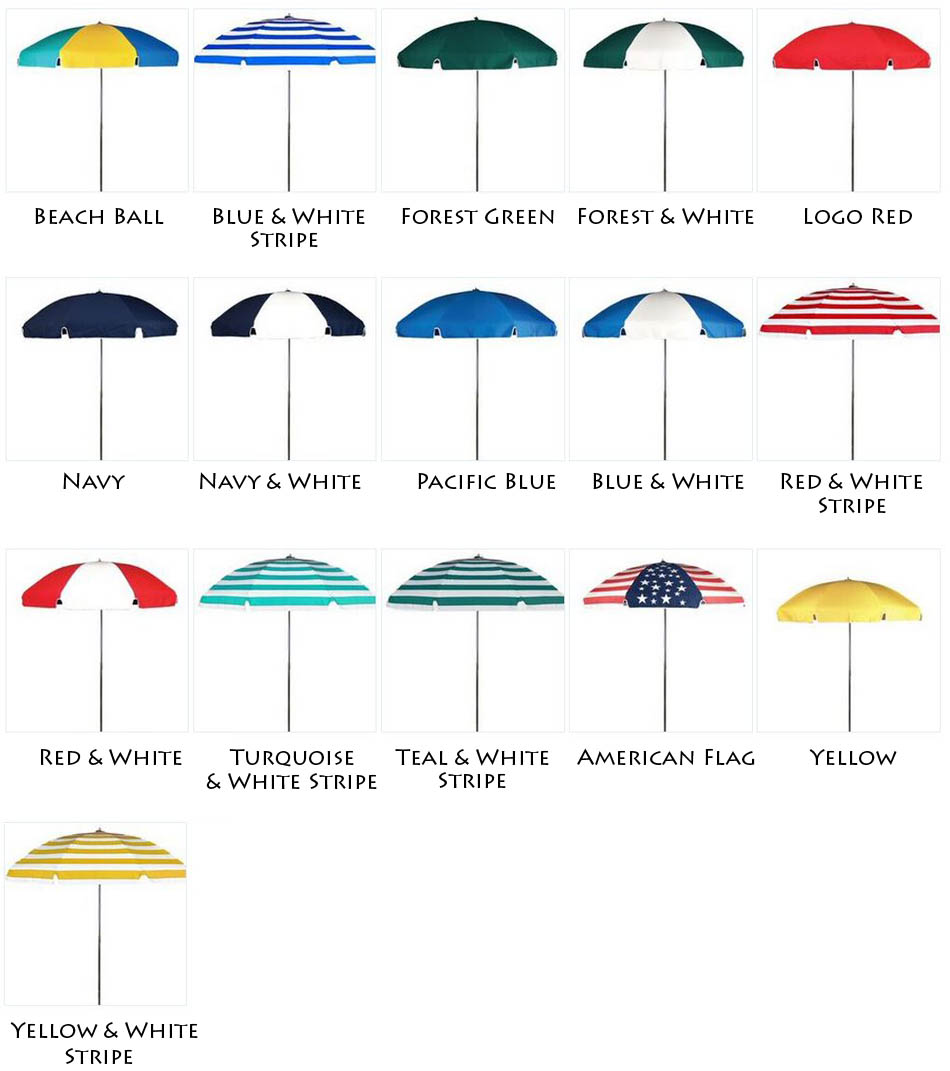 Beach Ball
Blue & White
Stripe
Forest Green
Forest & White
Logo Red
Navy
Navy & White
Pacific Blue
Blue & White
Red & White
Stripe
Red & White
Turquoise
& White Stripe
Teal & White
Stripe
American Flag
Yellow
Yellow & White
Stripe